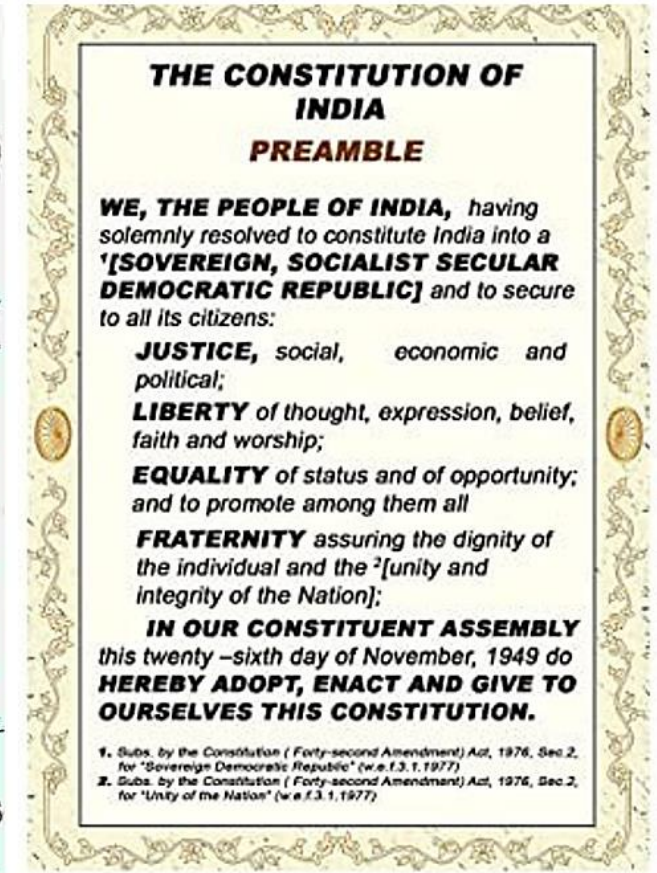 THE CONSTITUTION OF
INDIA
PREAMBLE
WE, THE PEOPLE OF INDIA, having
solemnly resolved to constitute India into a
¹[SOVEREIGN, SOCIALIST SECULAR
DEMOCRATIC REPUBLIC] and to secure
to all its citizens:
JUSTICE, social, economic and
political;
LIBERTY of thought, expression, belief,
faith and worship;
EQUALITY of status and of opportunity;
and to promote among them all
FRATERNITY assuring the dignity of
the individual and the ²[unity and
integrity of the Nation];
IN OUR CONSTITUENT ASSEMBLY
this twenty –sixth day of November, 1949 do
HEREBY ADOPT, ENACT AND GIVE TO
OURSELVES THIS CONSTITUTION.
1. Subs. by the Constitution ( Forty-second Amendment) Act, 1976, Sec.2,
for "Sovereign Democratic Republic" (w.e.f.3.1.1977)
2. Subs. by the Constitution ( Forty-second Amendment) Act, 1976, Sec.2,
for "Unity of the Nation" (w.e.f.3.1.1977)